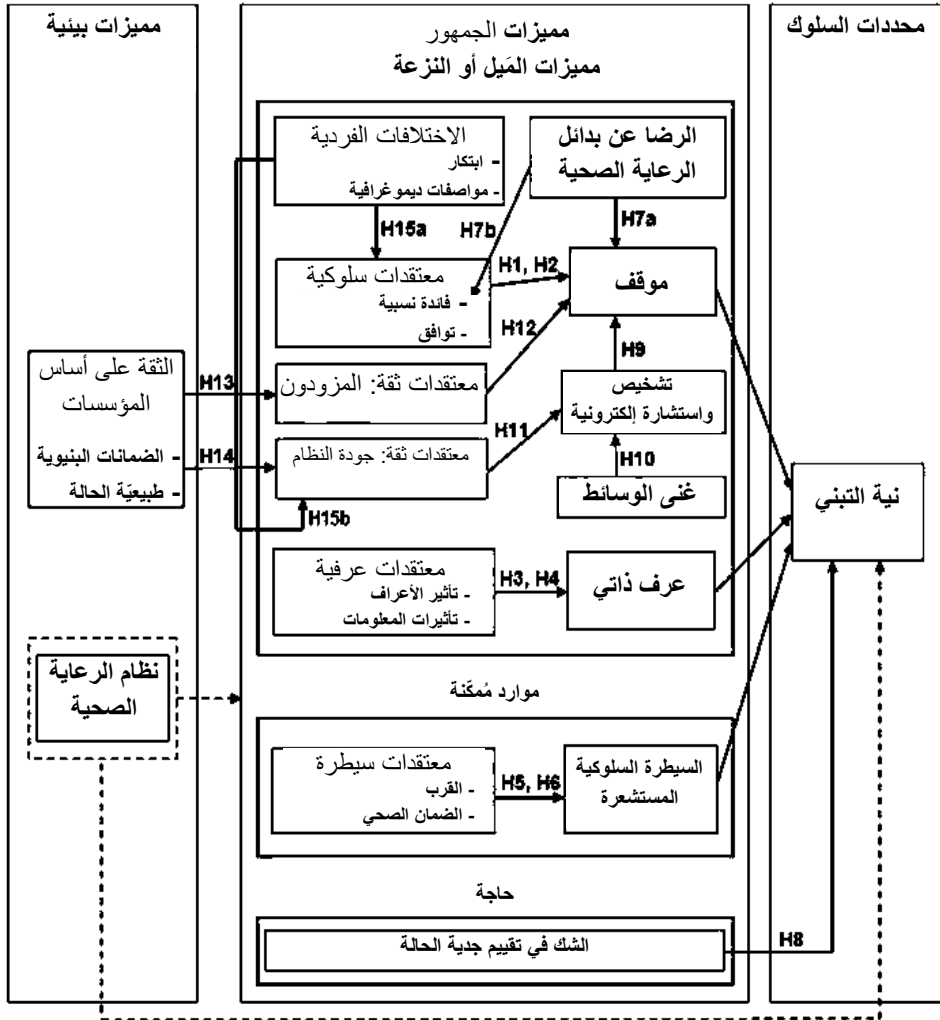 مميزات بيئية
مميزات الجمهور
مميزات المَيل أو النزعة
محددات السلوك
الاختلافات الفردية
- ابتكار
- مواصفات ديموغرافية
الرضا عن بدائل
الرعاية الصحية
H15a
H7b
H7a
معتقدات سلوكية
- فائدة نسبية
- توافق
H1, H2
موقف
H12
H9
الثقة على أساس
المؤسسات
- الضمانات البنيوية
- طبيعيّة الحالة
H13
معتقدات ثقة: المزودون
تشخيص
واستشارة إلكترونية
H14
معتقدات ثقة: جودة النظام
H11
H10
غنى الوسائط
H15b
نية التبني
معتقدات عرفية
- تأثير الأعراف
- تأثيرات المعلومات
H3, H4
عرف ذاتي
نظام الرعاية
الصحية
موارد مُمكّنة
معتقدات سيطرة
- القرب
- الضمان الصحي
H5, H6
السيطرة السلوكية
المستشعرة
حاجة
الشك في تقييم جدية الحالة
H8